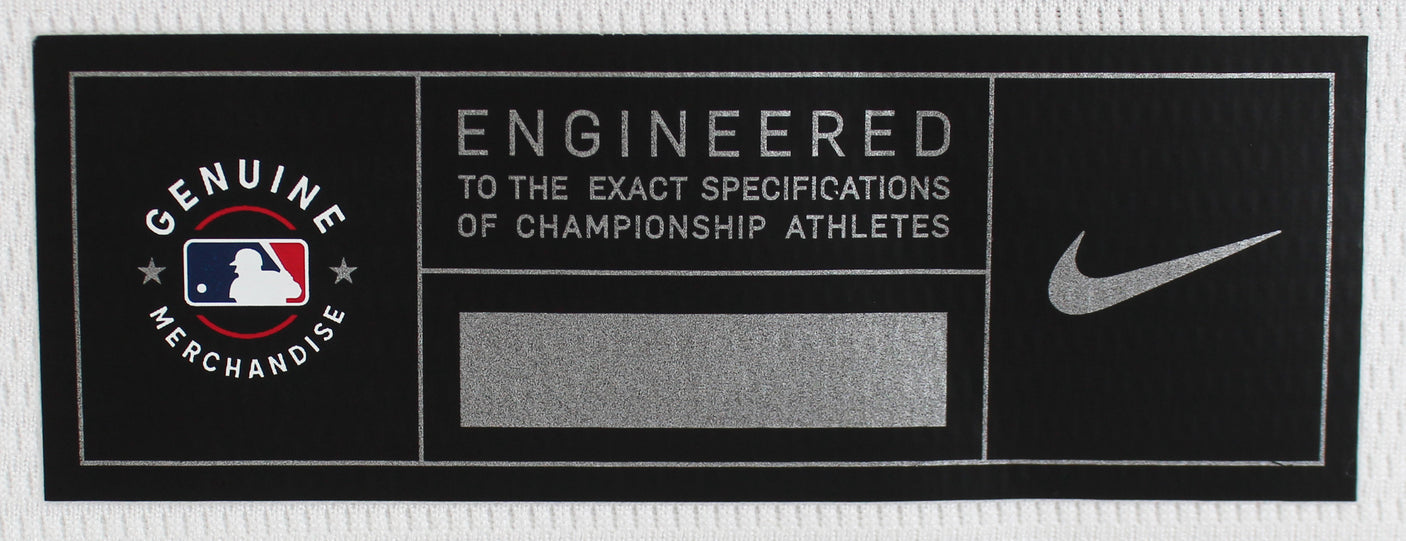 GENUINE
MERCHANDISE
ENGINEERED
TO THE EXACT SPECIFICATIONS
OF CHAMPIONSHIP ATHLETES